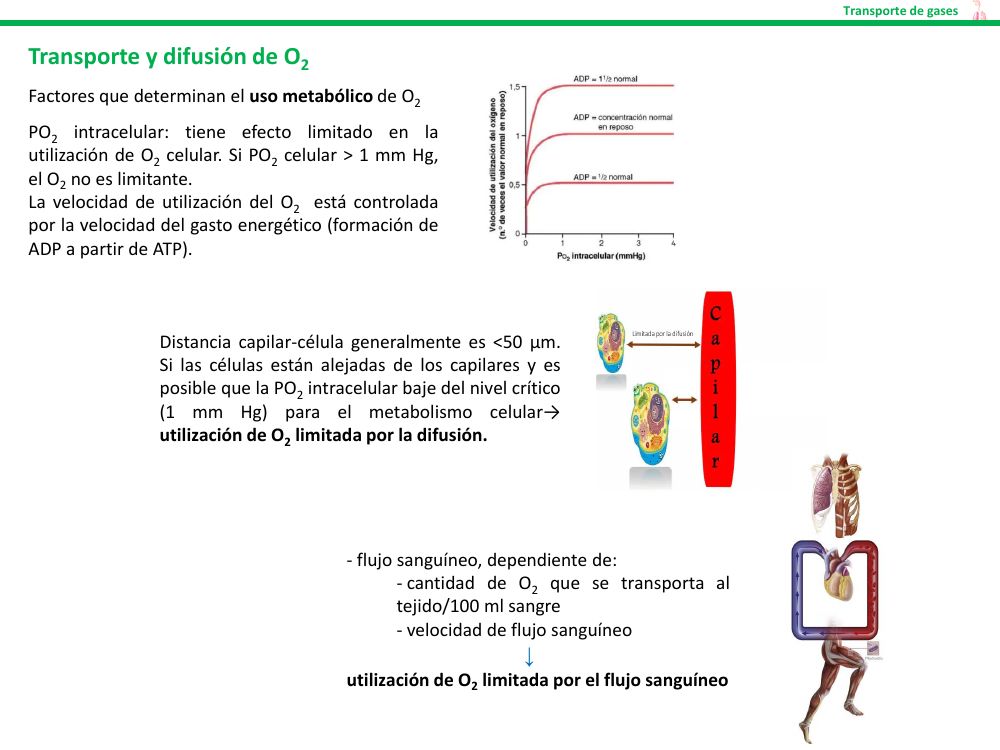 Transporte de gases
Transporte y difusión de O2
Factores que determinan el uso metabólico de O2
PO2 intracelular: tiene efecto limitado en la
utilización de O2 celular. Si PO2 celular > 1 mm Hg,
el O2 no es limitante.
La velocidad de utilización del O2 está controlada
por la velocidad del gasto energético (formación de
ADP a partir de ATP).
Velocidad de utilización del oxígeno
(n.º de veces el valor normal en reposo)
1,5
1
0,5
0
ADP = 1 1/2 normal
ADP = concentración normal
en reposo
ADP = 1/2 normal
0 1 2 3 4
PO2 intracelular (mmHg)
Distancia capilar-célula generalmente es <50 µm.
Si las células están alejadas de los capilares y es
posible que la PO2 intracelular baje del nivel crítico
(1 mm Hg) para el metabolismo celular→
utilización de O2 limitada por la difusión.
Limitada por la difusión
Capilar
- flujo sanguíneo, dependiente de:
- cantidad de O2 que se transporta al
tejido/100 ml sangre
- velocidad de flujo sanguíneo
↓
utilización de O2 limitada por el flujo sanguíneo